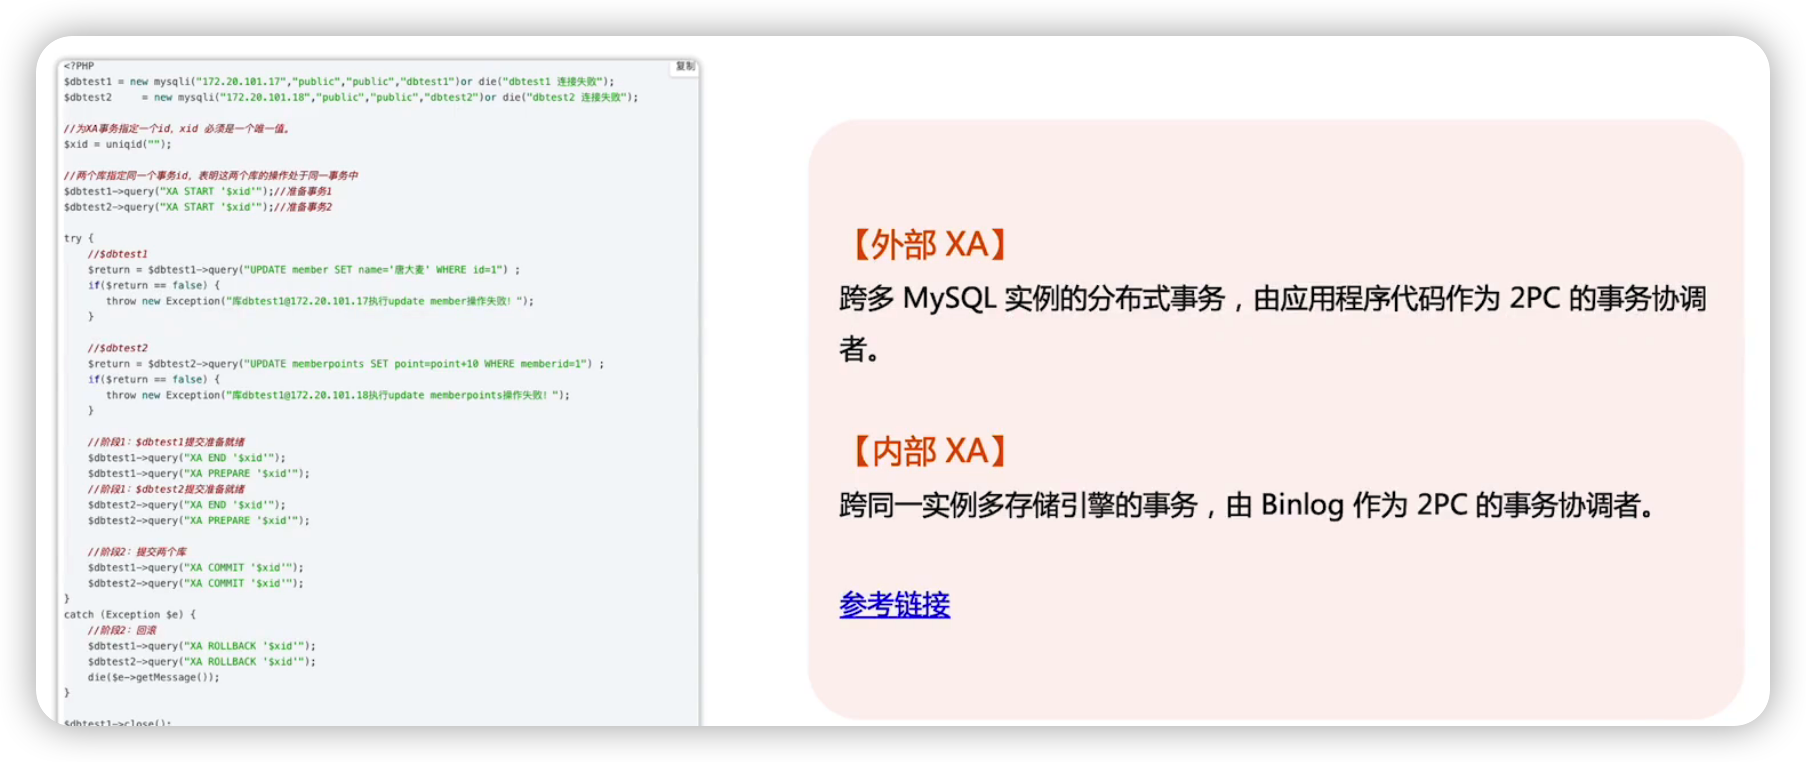 <?PHP
复制
$dbtest1 = new mysqli("172.20.101.17","public","public","dbtest1")or die("dbtest1 连接失败");
$dbtest2     = new mysqli("172.20.101.18","public","public","dbtest2")or die("dbtest2 连接失败");
//为XA事务指定一个id，xid 必须是一个唯一值。
$xid = uniqid("");
//两个库指定同一个事务id，表明这两个库的操作处于同一事务中
$dbtest1->query("XA START '$xid'");//准备事务1
$dbtest2->query("XA START '$xid'");//准备事务2
try {
    //$dbtest1
    $return = $dbtest1->query("UPDATE member SET name='唐大麦' WHERE id=1") ;
    if($return == false) {
       throw new Exception("库dbtest1@172.20.101.17执行update member操作失败！");
    }
    //$dbtest2
    $return = $dbtest2->query("UPDATE memberpoints SET point=point+10 WHERE memberid=1") ;
    if($return == false) {
       throw new Exception("库dbtest1@172.20.101.18执行update memberpoints操作失败！");
    }
    //阶段1：$dbtest1提交准备就绪
    $dbtest1->query("XA END '$xid'");
    $dbtest1->query("XA PREPARE '$xid'");
    //阶段1：$dbtest2提交准备就绪
    $dbtest2->query("XA END '$xid'");
    $dbtest2->query("XA PREPARE '$xid'");
    //阶段2：提交两个库
    $dbtest1->query("XA COMMIT '$xid'");
    $dbtest2->query("XA COMMIT '$xid'");
}
catch (Exception $e) {
    //阶段2：回滚
    $dbtest1->query("XA ROLLBACK '$xid'");
    $dbtest2->query("XA ROLLBACK '$xid'");
    die($e->getMessage());
}
$dbtest1->close();
【外部 XA】
跨多 MySQL 实例的分布式事务，由应用程序代码作为 2PC 的事务协调
者。
【内部 XA】
跨同一实例多存储引擎的事务，由 Binlog 作为 2PC 的事务协调者。
参考链接